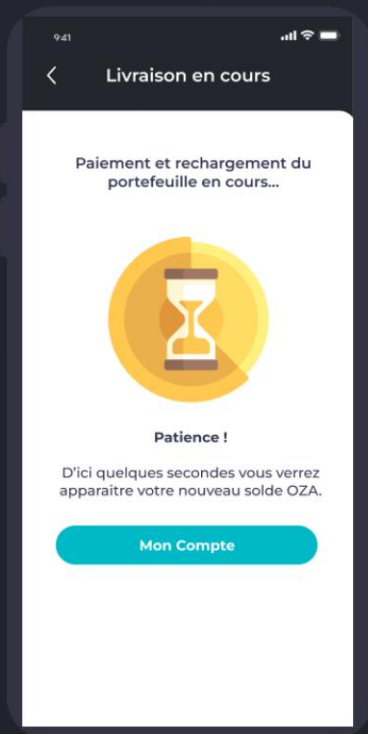 9:41
Livraison en cours
Paiement et rechargement du
portefeuille en cours...
Patience !
D'ici quelques secondes vous verrez
apparaitre votre nouveau solde OZA.
Mon Compte